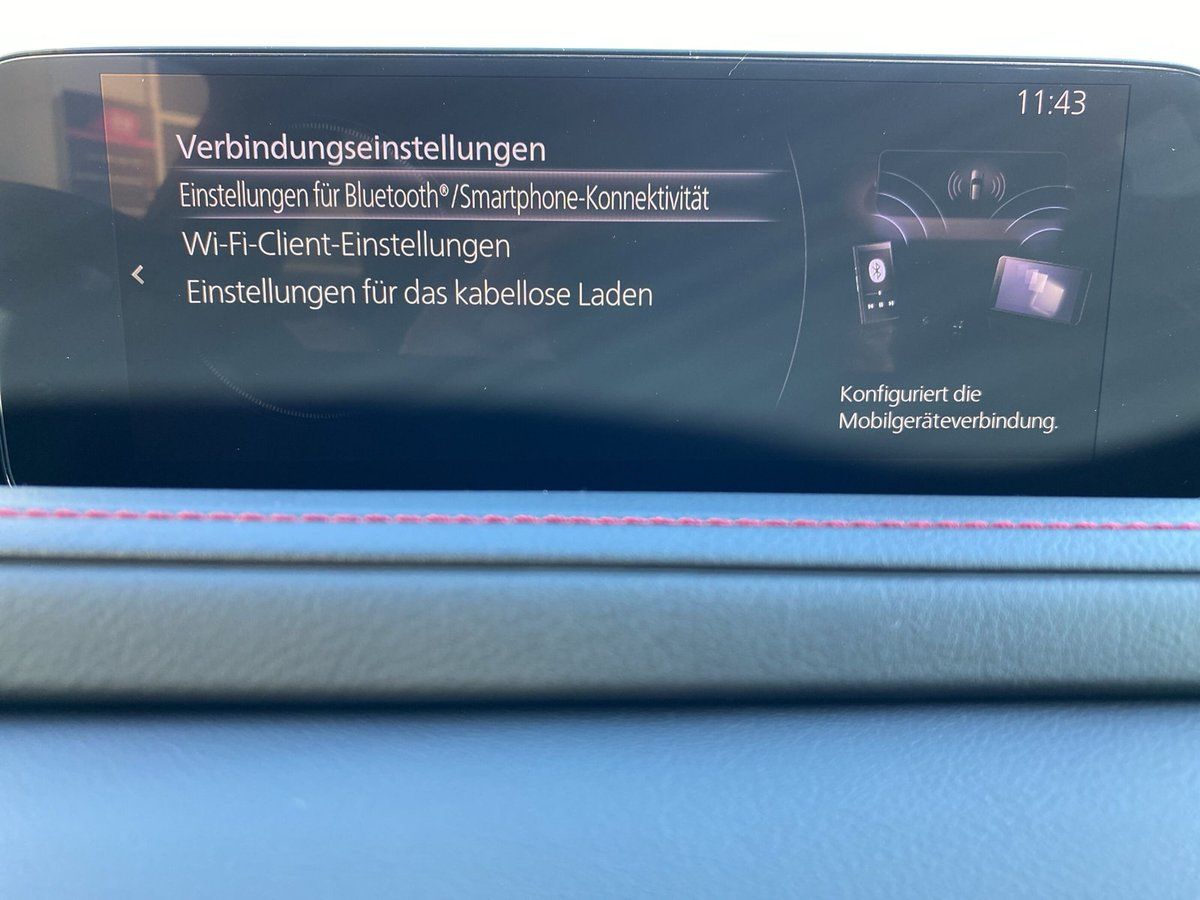 11:43
Verbindungseinstellungen
Einstellungen für Bluetooth®/Smartphone-Konnektivität
Wi-Fi-Client-Einstellungen
Einstellungen für das kabellose Laden
Konfiguriert die
Mobilgeräteverbindung.